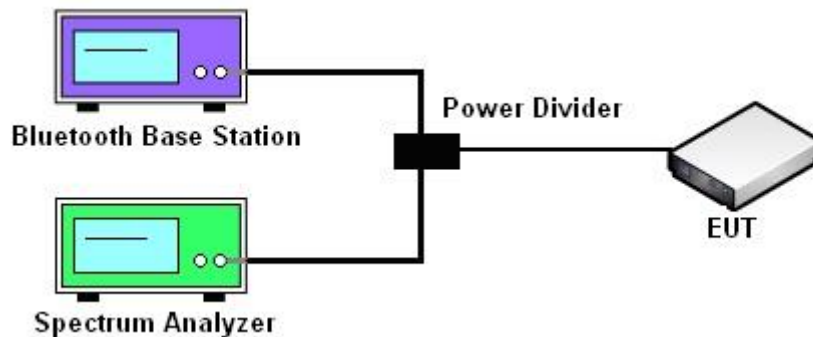 Bluetooth Base Station
Power Divider
EUT
Spectrum Analyzer